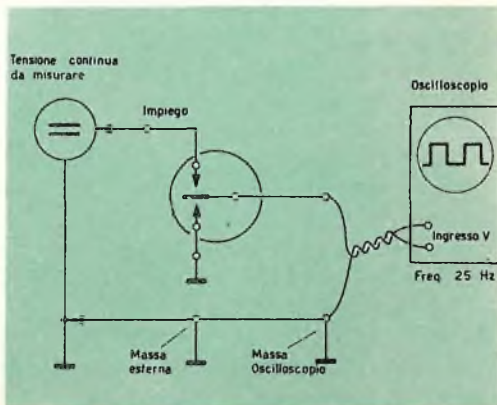 Tensione continua
da misurare
Impiego
Oscilloscopio
Ingresso V
Freq. 25 Hz
Massa
esterna
Massa
Oscilloscopio